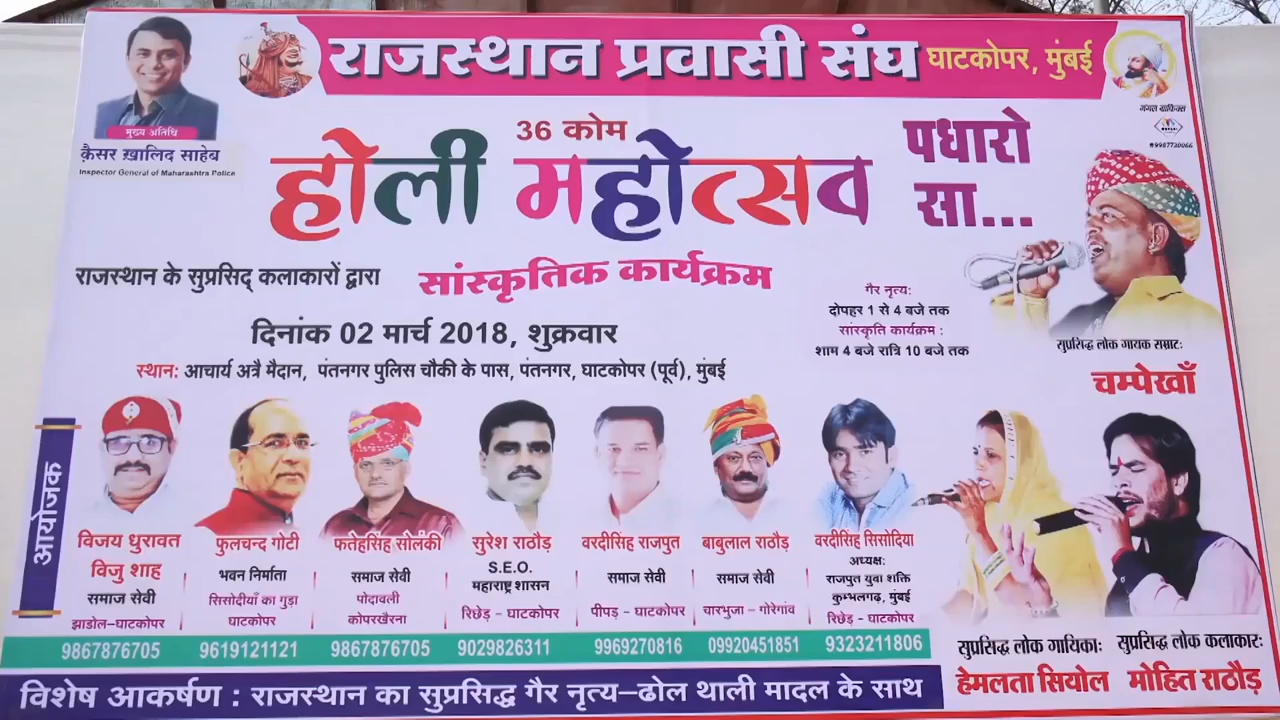 राजस्थान प्रवासी संघ घाटकोपर, मुंबई
मुख्य अतिथि
क़ैसर ख़ालिद साहेब
Inspector General of Maharashtra Police
मंगल ग्राफिक्स
#9987730066
36 कोम
होली महोत्सव
पधारो
सा...
राजस्थान के सुप्रसिद् कलाकारों द्वारा
सांस्कृतिक कार्यक्रम
गैर नृत्य:
दोपहर 1 से 4 बजे तक
सांस्कृति कार्यक्रम :
शाम 4 बजे रात्रि 10 बजे तक
दिनांक 02 मार्च 2018, शुक्रवार
स्थान: आचार्य अत्रै मैदान, पंतनगर पुलिस चौकी के पास, पंतनगर, घाटकोपर (पूर्व), मुंबई
सुप्रसिद्ध लोक गायक सम्राट:
चम्पेखाँ
आयोजक
विजय धुरावत
विजु शाह
समाज सेवी
झाडोल-घाटकोपर
9867876705
फुलचन्द गोटी
भवन निर्माता
सिसोदीयाँ का गुड़ा
घाटकोपर
9619121121
फतेहसिंह सोलंकी
समाज सेवी
पोदावली
कोपरखैरना
9867876705
सुरेश राठौड़
S.E.O.
महाराष्ट्र शासन
रिछेड़ - घाटकोपर
9029826311
वरदीसिह राजपुत
समाज सेवी
पीपड़ - घाटकोपर
9969270816
बाबुलाल राठौड़
समाज सेवी
चारभुजा - गोरेगांव
09920451851
वरदीसिंह सिसोदिया
अध्यक्ष:
राजपुत युवा शक्ति
कुम्भलगढ़, मुंबई
रिछेड़ - घाटकोपर
9323211806
सुप्रसिद्ध लोक गायिका:
हेमलता सियोल
सुप्रसिद्ध लोक कलाकार:
मोहित राठौड़
विशेष आकर्षण : राजस्थान का सुप्रसिद्ध गैर नृत्य–ढोल थाली मादल के साथ